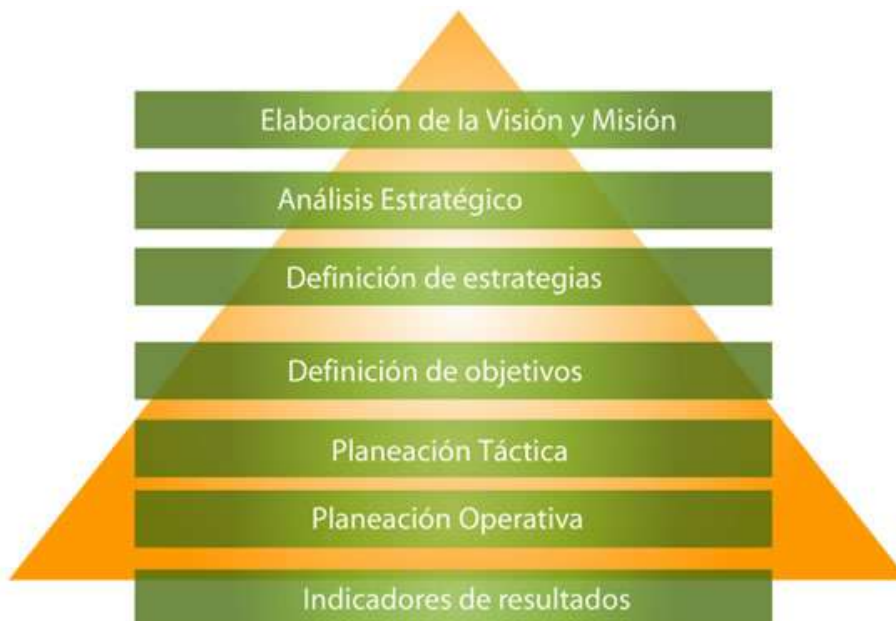 Elaboración de la Visión y Misión
Análisis Estratégico
Definición de estrategias
Definición de objetivos
Planeación Táctica
Planeación Operativa
Indicadores de resultados